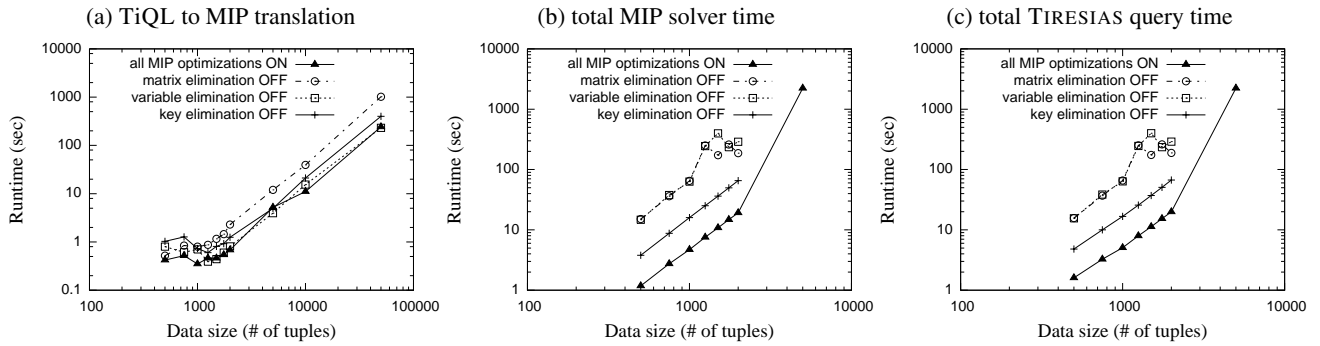 (a) TiQL to MIP translation
10000
1000
100
10
1
0.1
Runtime (sec)
all MIP optimizations ON
matrix elimination OFF
variable elimination OFF
key elimination OFF
100
1000
10000
100000
Data size (# of tuples)
(b) total MIP solver time
10000
1000
100
10
1
Runtime (sec)
all MIP optimizations ON
matrix elimination OFF
variable elimination OFF
key elimination OFF
100
1000
10000
Data size (# of tuples)
(c) total TIRESIAS query time
10000
1000
100
10
1
Runtime (sec)
all MIP optimizations ON
matrix elimination OFF
variable elimination OFF
key elimination OFF
100
1000
10000
Data size (# of tuples)